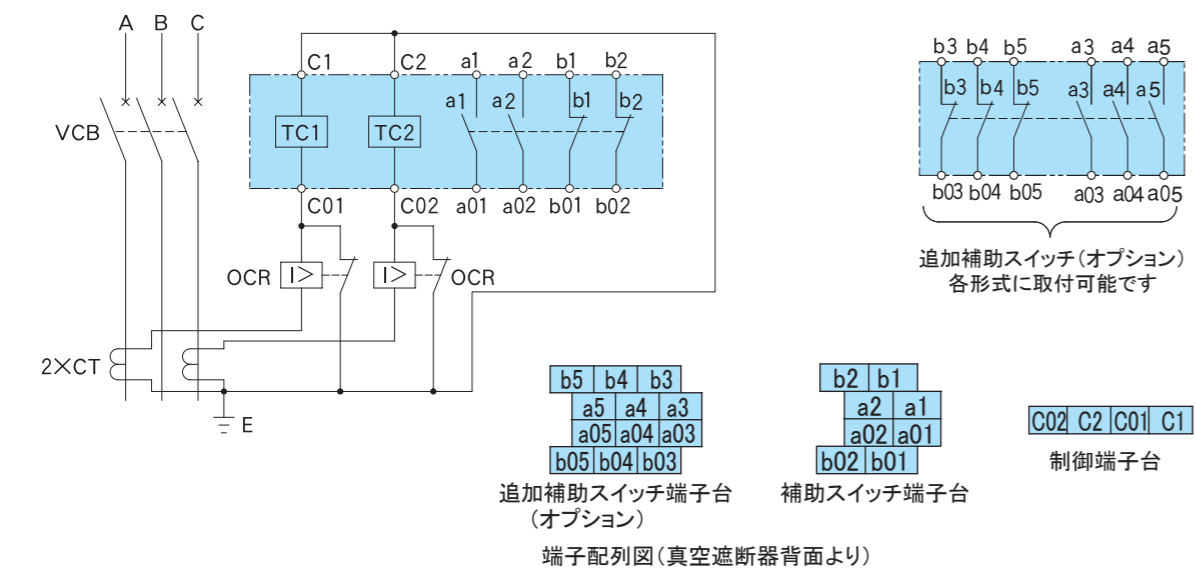 A B C
VCB
C1 C2 a1 a2 b1 b2
a1 a2 b1 b2
TC1 TC2
C01 C02 a01 a02 b01 b02
OCR I> I> OCR
2×CT
E
b3 b4 b5 a3 a4 a5
b3 b4 b5 a3 a4 a5
b03 b04 b05 a03 a04 a05
追加補助スイッチ(オプション)
各形式に取付可能です
b5 b4 b3
a5 a4 a3
a05 a04 a03
b05 b04 b03
追加補助スイッチ端子台
(オプション)
b2 b1
a2 a1
a02 a01
b02 b01
補助スイッチ端子台
C02 C2 C01 C1
制御端子台
端子配列図(真空遮断器背面より)